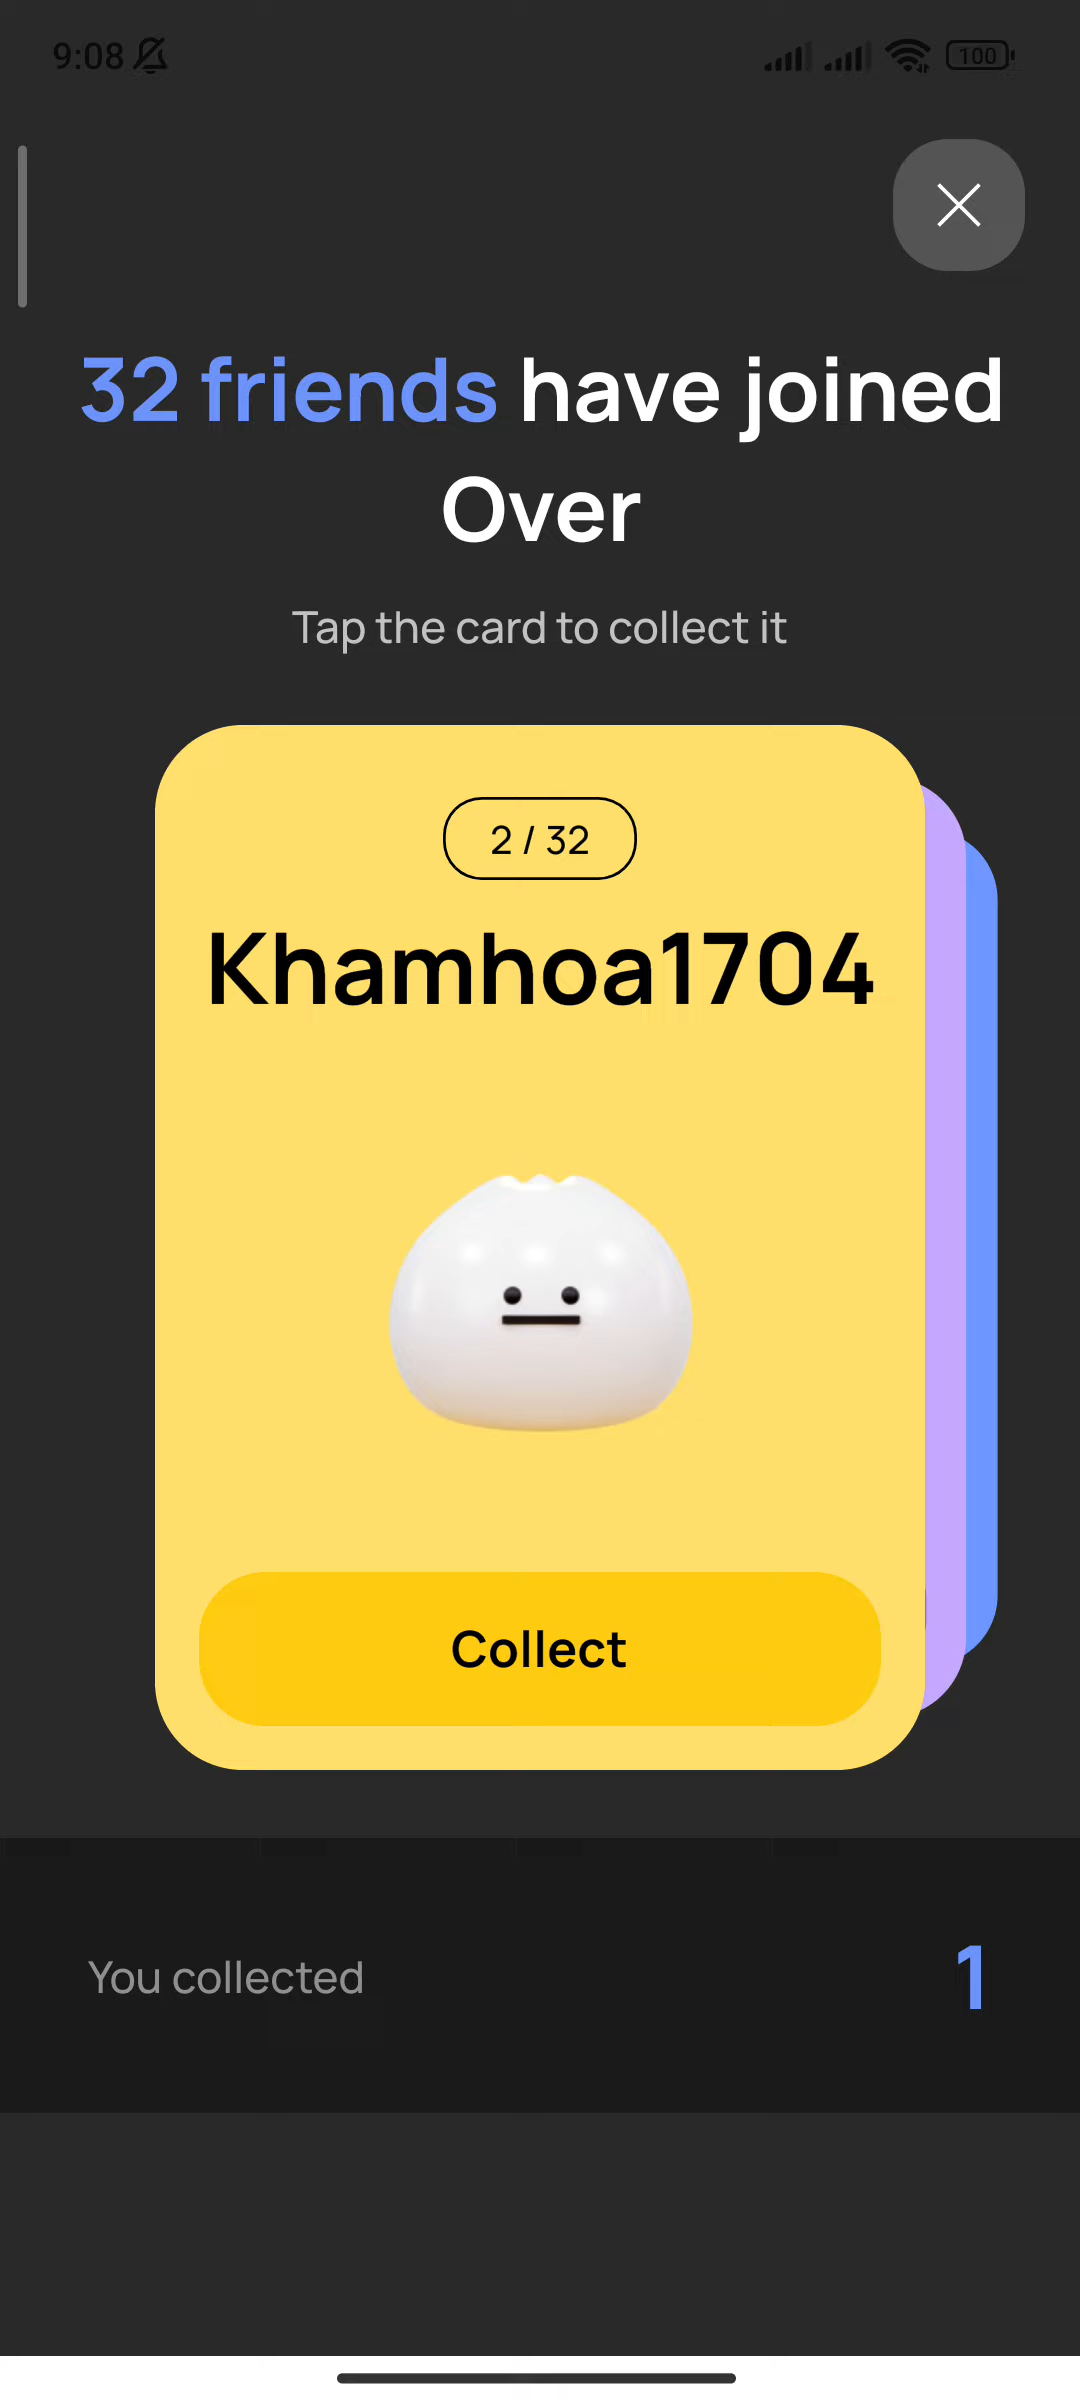 9:08
100
32 friends have joined
Over
Tap the card to collect it
2 / 32
Khamhoa1704
Collect
You collected
1